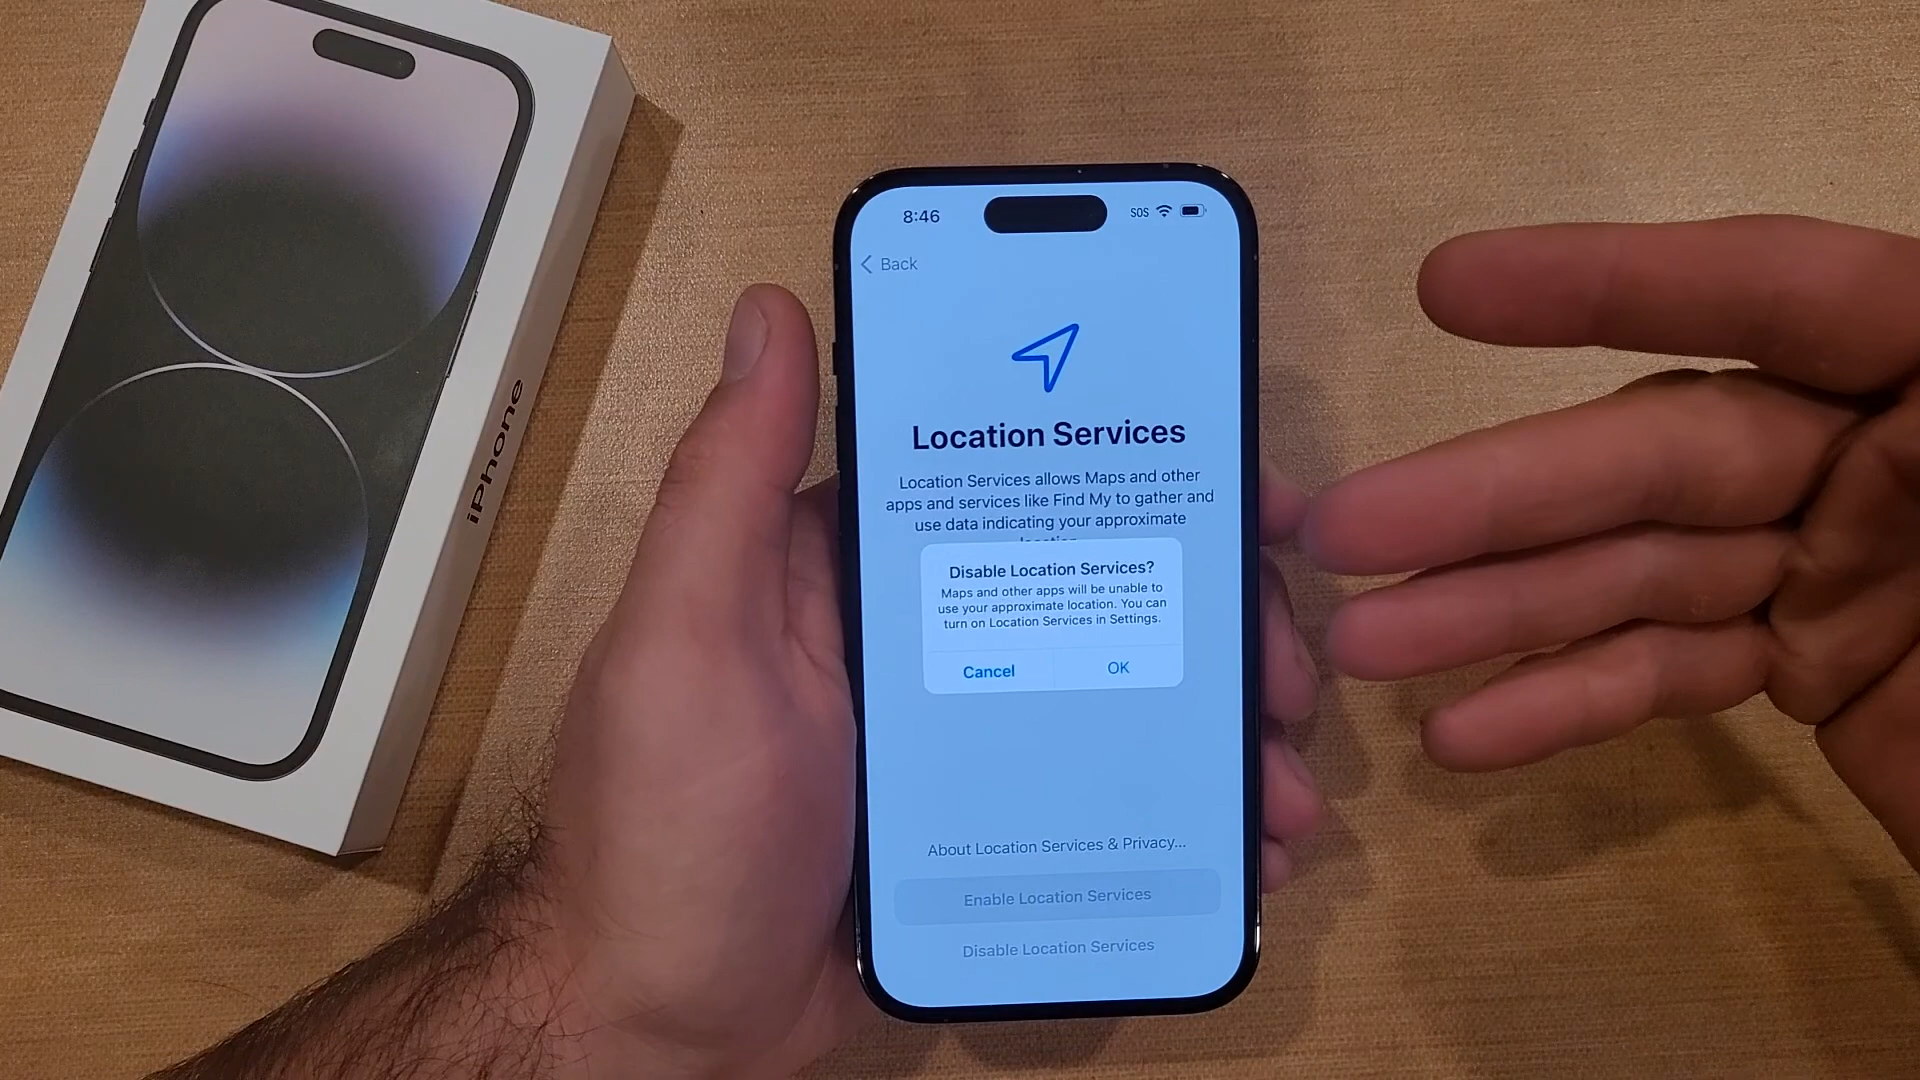 iPhone
8:46
SOS
Back
Location Services
Location Services allows Maps and other
apps and services like Find My to gather and
use data indicating your approximate
Disable Location Services?
Maps and other apps will be unable to
use your approximate location. You can
turn on Location Services in Settings.
Cancel
OK
About Location Services & Privacy...
Enable Location Services
Disable Location Services